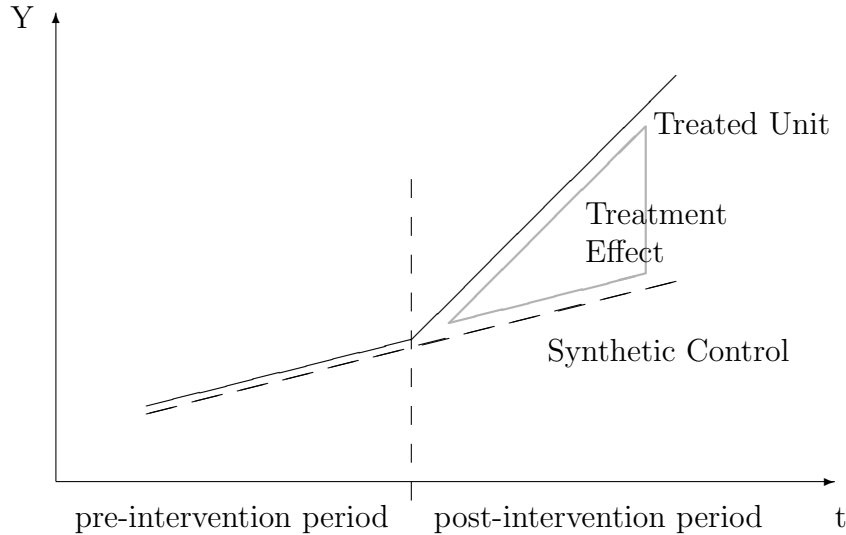 Y
Treated Unit
Treatment
Effect
Synthetic Control
pre-intervention period
post-intervention period
t